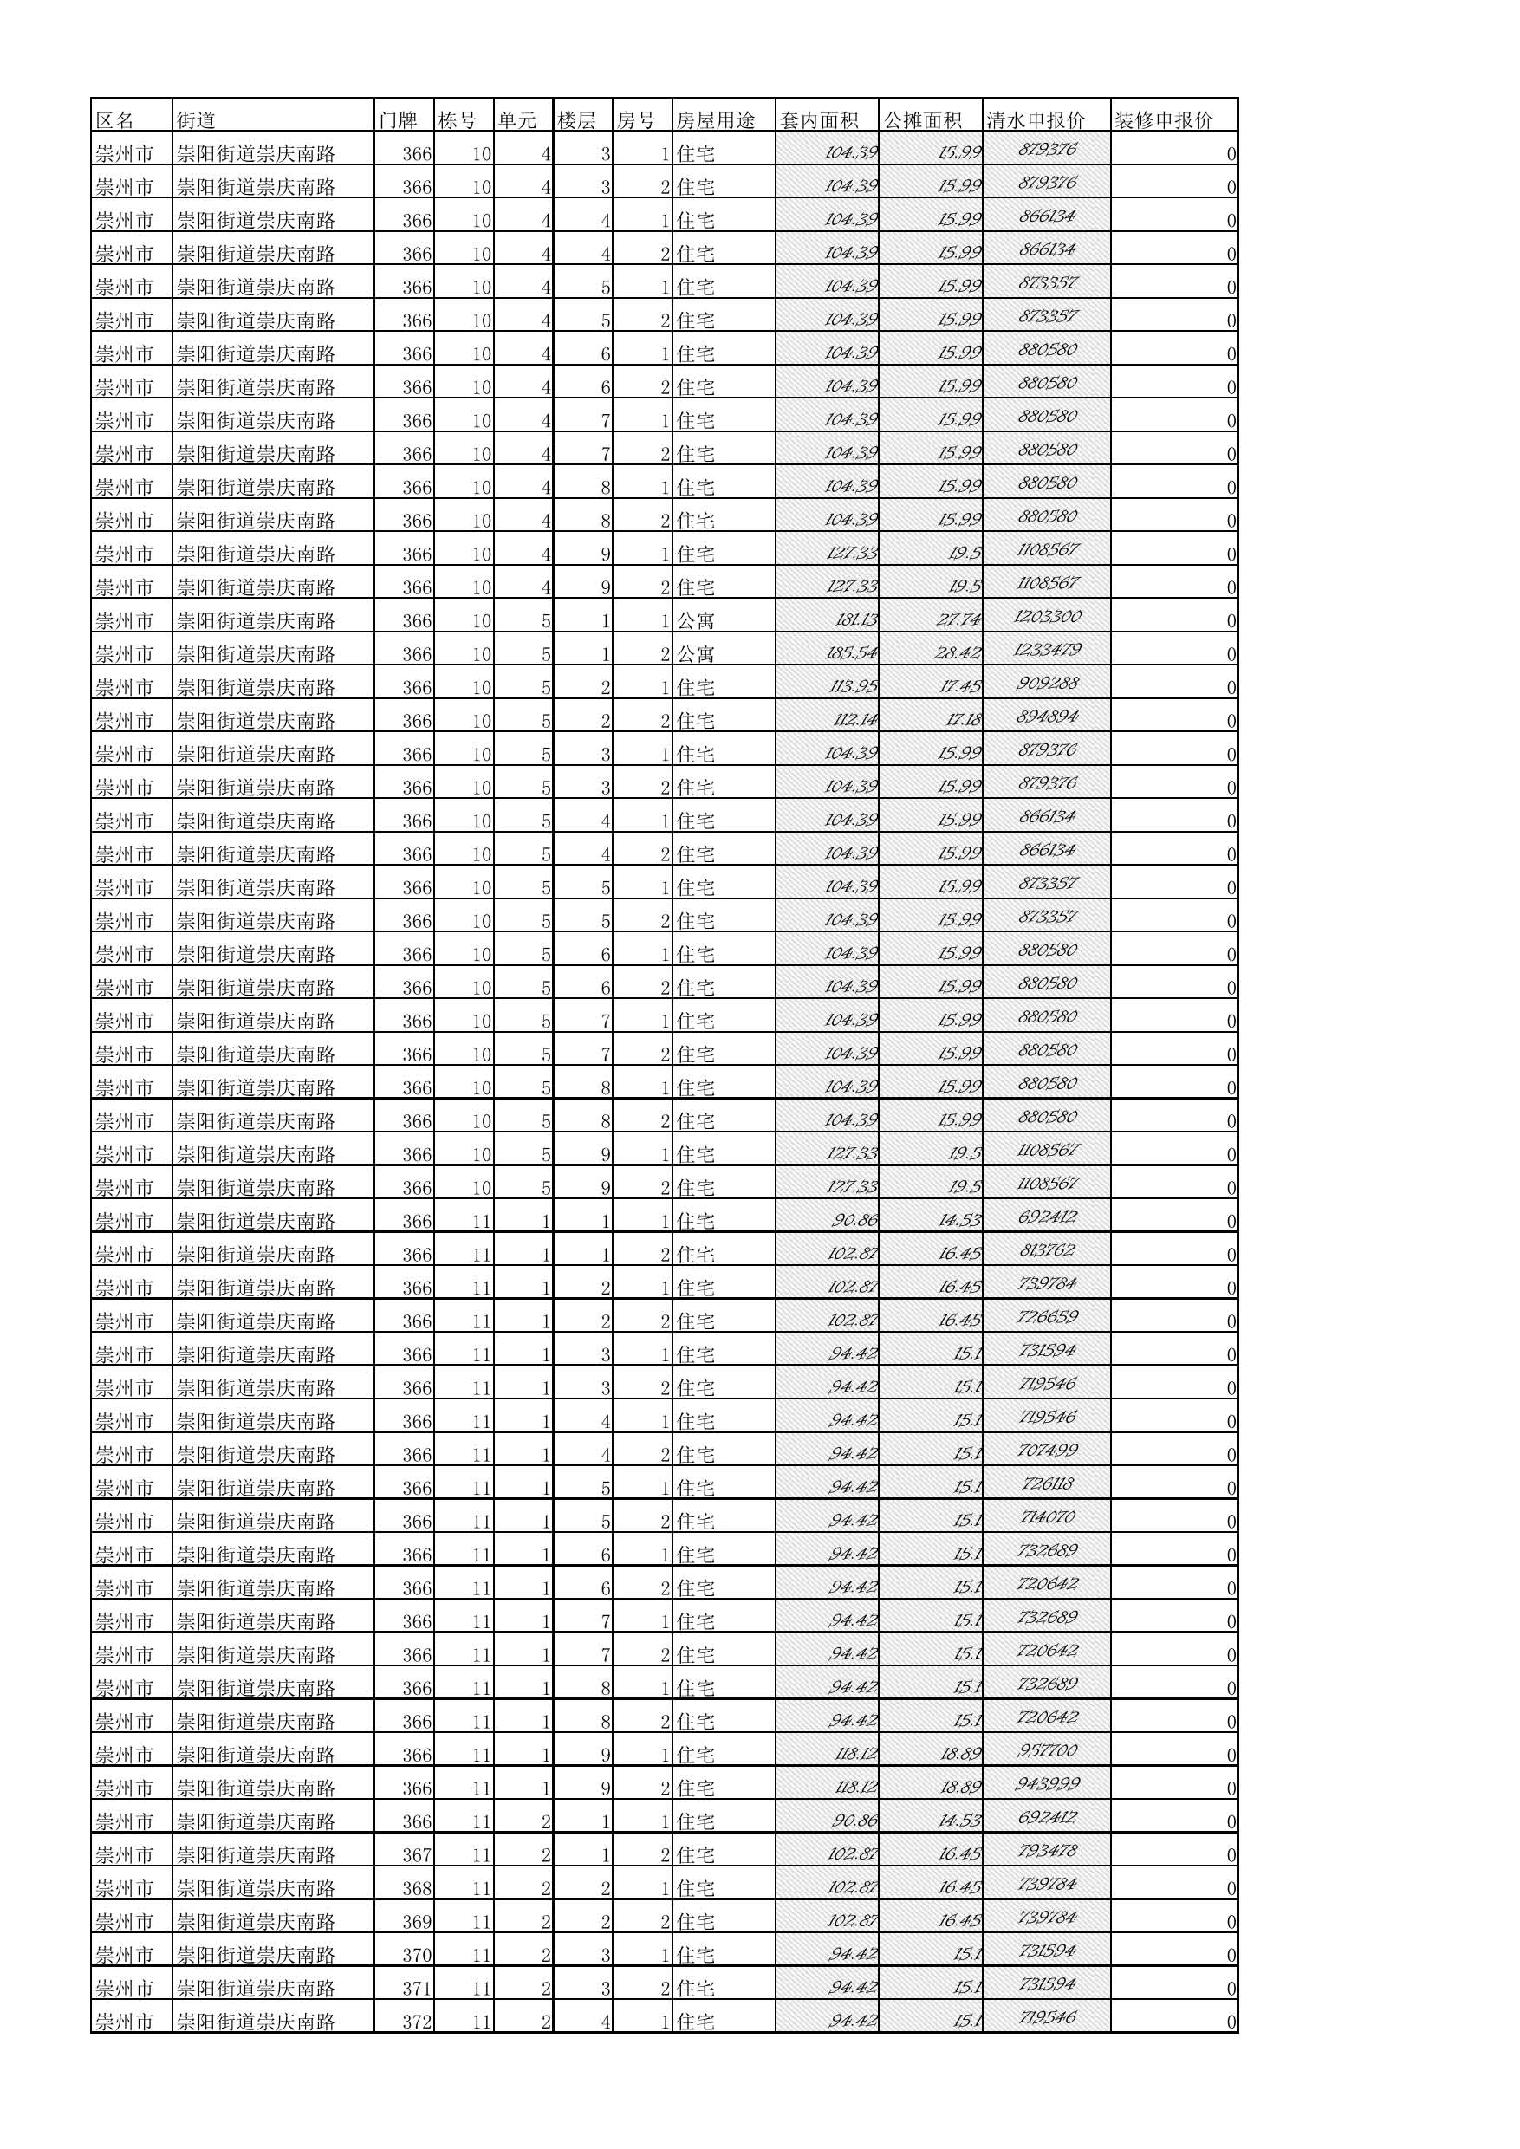 区名 街道 门牌 栋号 单元 楼层 房号 房屋用途 套内面积 公摊面积 清水申报价 装修申报价
崇州市 崇阳街道崇庆南路 366 10 4 3 1 住宅 104.39 15.99 879376 0
崇州市 崇阳街道崇庆南路 366 10 4 3 2 住宅 104.39 15.99 879376 0
崇州市 崇阳街道崇庆南路 366 10 4 4 1 住宅 104.39 15.99 866134 0
崇州市 崇阳街道崇庆南路 366 10 4 4 2 住宅 104.39 15.99 866134 0
崇州市 崇阳街道崇庆南路 366 10 4 5 1 住宅 104.39 15.99 873357 0
崇州市 崇阳街道崇庆南路 366 10 4 5 2 住宅 104.39 15.99 873357 0
崇州市 崇阳街道崇庆南路 366 10 4 6 1 住宅 104.39 15.99 880580 0
崇州市 崇阳街道崇庆南路 366 10 4 6 2 住宅 104.39 15.99 880580 0
崇州市 崇阳街道崇庆南路 366 10 4 7 1 住宅 104.39 15.99 880580 0
崇州市 崇阳街道崇庆南路 366 10 4 7 2 住宅 104.39 15.99 880580 0
崇州市 崇阳街道崇庆南路 366 10 4 8 1 住宅 104.39 15.99 880580 0
崇州市 崇阳街道崇庆南路 366 10 4 8 2 住宅 104.39 15.99 880580 0
崇州市 崇阳街道崇庆南路 366 10 4 9 1 住宅 127.33 19.5 1108567 0
崇州市 崇阳街道崇庆南路 366 10 4 9 2 住宅 127.33 19.5 1108567 0
崇州市 崇阳街道崇庆南路 366 10 5 1 1 公寓 181.13 27.74 1203300 0
崇州市 崇阳街道崇庆南路 366 10 5 1 2 公寓 185.54 28.42 1233479 0
崇州市 崇阳街道崇庆南路 366 10 5 2 1 住宅 113.95 17.45 909288 0
崇州市 崇阳街道崇庆南路 366 10 5 2 2 住宅 112.14 17.18 894894 0
崇州市 崇阳街道崇庆南路 366 10 5 3 1 住宅 104.39 15.99 879376 0
崇州市 崇阳街道崇庆南路 366 10 5 3 2 住宅 104.39 15.99 879376 0
崇州市 崇阳街道崇庆南路 366 10 5 4 1 住宅 104.39 15.99 866134 0
崇州市 崇阳街道崇庆南路 366 10 5 4 2 住宅 104.39 15.99 866134 0
崇州市 崇阳街道崇庆南路 366 10 5 5 1 住宅 104.39 15.99 873357 0
崇州市 崇阳街道崇庆南路 366 10 5 5 2 住宅 104.39 15.99 873357 0
崇州市 崇阳街道崇庆南路 366 10 5 6 1 住宅 104.39 15.99 880580 0
崇州市 崇阳街道崇庆南路 366 10 5 6 2 住宅 104.39 15.99 880580 0
崇州市 崇阳街道崇庆南路 366 10 5 7 1 住宅 104.39 15.99 880580 0
崇州市 崇阳街道崇庆南路 366 10 5 7 2 住宅 104.39 15.99 880580 0
崇州市 崇阳街道崇庆南路 366 10 5 8 1 住宅 104.39 15.99 880580 0
崇州市 崇阳街道崇庆南路 366 10 5 8 2 住宅 104.39 15.99 880580 0
崇州市 崇阳街道崇庆南路 366 10 5 9 1 住宅 127.33 19.5 1108567 0
崇州市 崇阳街道崇庆南路 366 10 5 9 2 住宅 127.33 19.5 1108567 0
崇州市 崇阳街道崇庆南路 366 11 1 1 1 住宅 90.86 14.53 692412 0
崇州市 崇阳街道崇庆南路 366 11 1 1 2 住宅 102.87 16.45 813762 0
崇州市 崇阳街道崇庆南路 366 11 1 2 1 住宅 102.87 16.45 739784 0
崇州市 崇阳街道崇庆南路 366 11 1 2 2 住宅 102.87 16.45 726659 0
崇州市 崇阳街道崇庆南路 366 11 1 3 1 住宅 94.42 15.1 731594 0
崇州市 崇阳街道崇庆南路 366 11 1 3 2 住宅 94.42 15.1 719546 0
崇州市 崇阳街道崇庆南路 366 11 1 4 1 住宅 94.42 15.1 719546 0
崇州市 崇阳街道崇庆南路 366 11 1 4 2 住宅 94.42 15.1 707499 0
崇州市 崇阳街道崇庆南路 366 11 1 5 1 住宅 94.42 15.1 726118 0
崇州市 崇阳街道崇庆南路 366 11 1 5 2 住宅 94.42 15.1 714070 0
崇州市 崇阳街道崇庆南路 366 11 1 6 1 住宅 94.42 15.1 732689 0
崇州市 崇阳街道崇庆南路 366 11 1 6 2 住宅 94.42 15.1 720642 0
崇州市 崇阳街道崇庆南路 366 11 1 7 1 住宅 94.42 15.1 732689 0
崇州市 崇阳街道崇庆南路 366 11 1 7 2 住宅 94.42 15.1 720642 0
崇州市 崇阳街道崇庆南路 366 11 1 8 1 住宅 94.42 15.1 732689 0
崇州市 崇阳街道崇庆南路 366 11 1 8 2 住宅 94.42 15.1 720642 0
崇州市 崇阳街道崇庆南路 366 11 1 9 1 住宅 118.12 18.89 957700 0
崇州市 崇阳街道崇庆南路 366 11 1 9 2 住宅 118.12 18.89 943999 0
崇州市 崇阳街道崇庆南路 366 11 2 1 1 住宅 90.86 14.53 692412 0
崇州市 崇阳街道崇庆南路 367 11 2 1 2 住宅 102.87 16.45 793478 0
崇州市 崇阳街道崇庆南路 368 11 2 2 1 住宅 102.87 16.45 739784 0
崇州市 崇阳街道崇庆南路 369 11 2 2 2 住宅 102.87 16.45 739784 0
崇州市 崇阳街道崇庆南路 370 11 2 3 1 住宅 94.42 15.1 731594 0
崇州市 崇阳街道崇庆南路 371 11 2 3 2 住宅 94.42 15.1 731594 0
崇州市 崇阳街道崇庆南路 372 11 2 4 1 住宅 94.42 15.1 719546 0